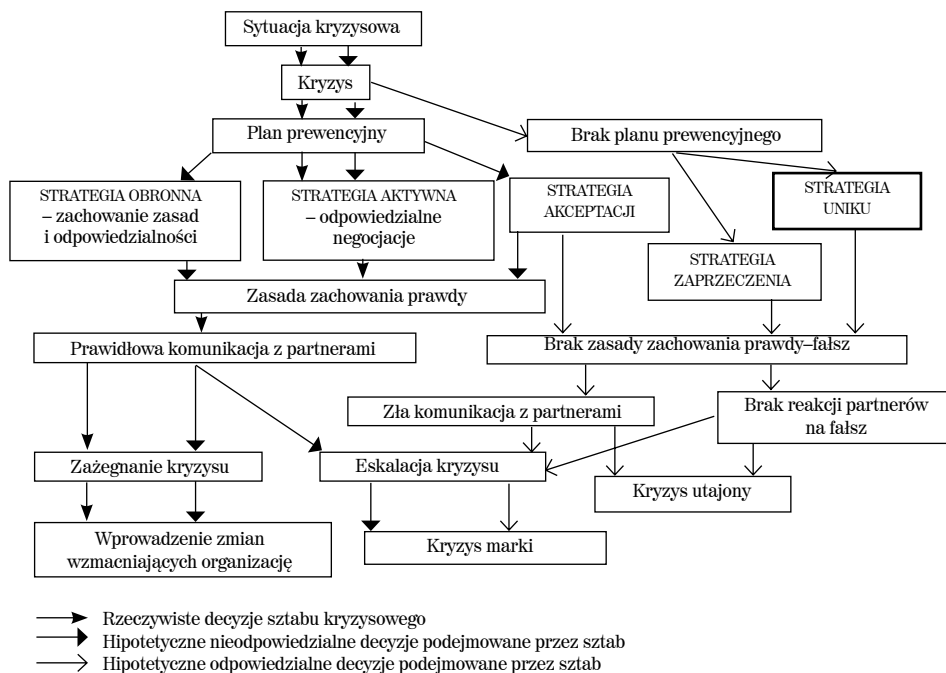 Sytuacja kryzysowa
Kryzys
Plan prewencyjny
Brak planu prewencyjnego
STRATEGIA OBRONNA
– zachowanie zasad
i odpowiedzialności
STRATEGIA AKTYWNA
– odpowiedzialne
negocjacje
STRATEGIA
AKCEPTACJI
STRATEGIA
UNIKU
STRATEGIA
ZAPRZECZENIA
Zasada zachowania prawdy
Prawidłowa komunikacja z partnerami
Brak zasady zachowania prawdy–fałsz
Zła komunikacja z partnerami
Brak reakcji partnerów
na fałsz
Zażegnanie kryzysu
Eskalacja kryzysu
Kryzys utajony
Wprowadzenie zmian
wzmacniających organizację
Kryzys marki
Rzeczywiste decyzje sztabu kryzysowego
Hipotetyczne nieodpowiedzialne decyzje podejmowane przez sztab
Hipotetyczne odpowiedzialne decyzje podejmowane przez sztab